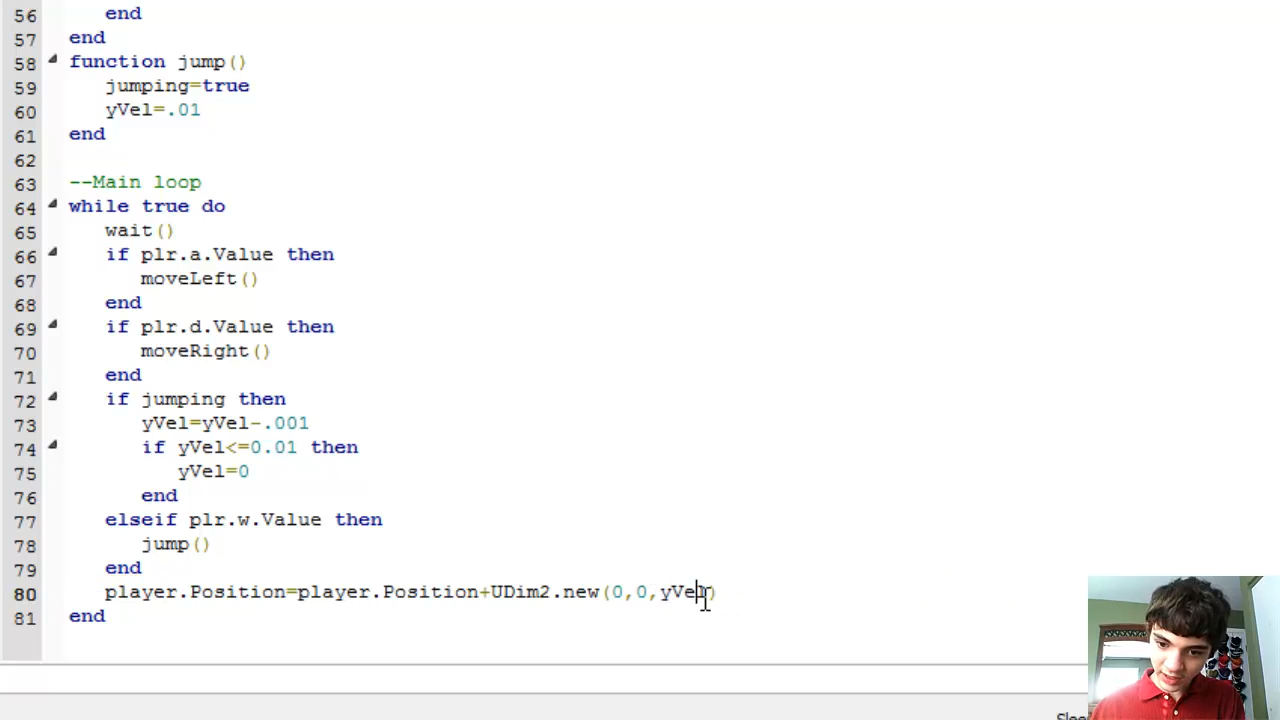 56 end
57 end
58 function jump()
59 jumping=true
60 yVel=.01
61 end
62
63 --Main loop
64 while true do
65 wait()
66 if plr.a.Value then
67 moveLeft()
68 end
69 if plr.d.Value then
70 moveRight()
71 end
72 if jumping then
73 yVel=yVel-.001
74 if yVel<=0.01 then
75 yVel=0
76 end
77 elseif plr.w.Value then
78 jump()
79 end
80 player.Position=player.Position+UDim2.new(0,0,yVel)
81 end